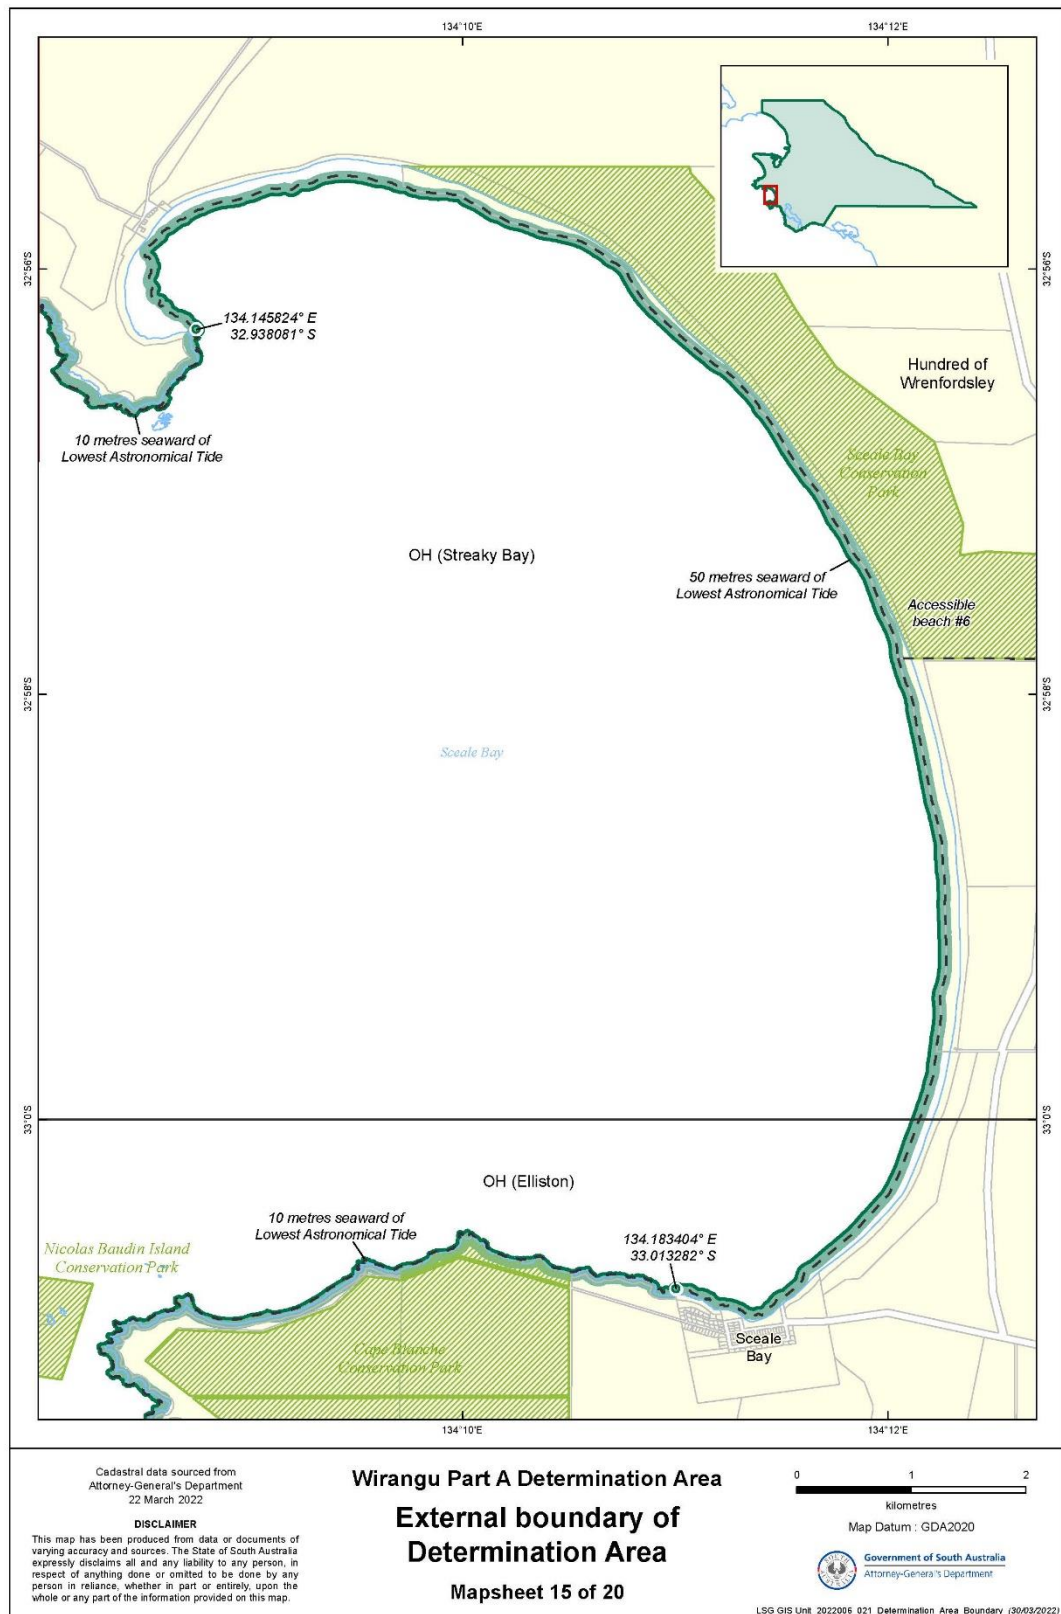 134°10'E
134°12'E
32°56'S
32°56'S
134.145824° E
32.938081° S
Hundred of
Wrenfordsley
10 metres seaward of
Lowest Astronomical Tide
Sceale Bay
Conservation
Park
OH (Streaky Bay)
50 metres seaward of
Lowest Astronomical Tide
Accessible
beach #6
32°58'S
32°58'S
Sceale Bay
33°0'S
33°0'S
OH (Elliston)
10 metres seaward of
Lowest Astronomical Tide
134.183404° E
33.013282° S
Nicolas Baudin Island
Conservation Park
Cape Blanche
Conservation Park
Sceale
Bay
134°10'E
134°12'E
Cadastral data sourced from
Attorney-General's Department
22 March 2022
DISCLAIMER
This map has been produced from data or documents of
varying accuracy and sources. The State of South Australia
expressly disclaims all and any liability to any person, in
respect of anything done or omitted to be done by any
person in reliance, whether in part or entirely, upon the
whole or any part of the information provided on this map.
Wirangu Part A Determination Area
External boundary of
Determination Area
Mapsheet 15 of 20
0 1 2
kilometres
Map Datum : GDA2020
Government of South Australia
Attorney-General's Department
LSG GIS Unit_2022006_021_Determination_Area_Boundary_(30/03/2022)